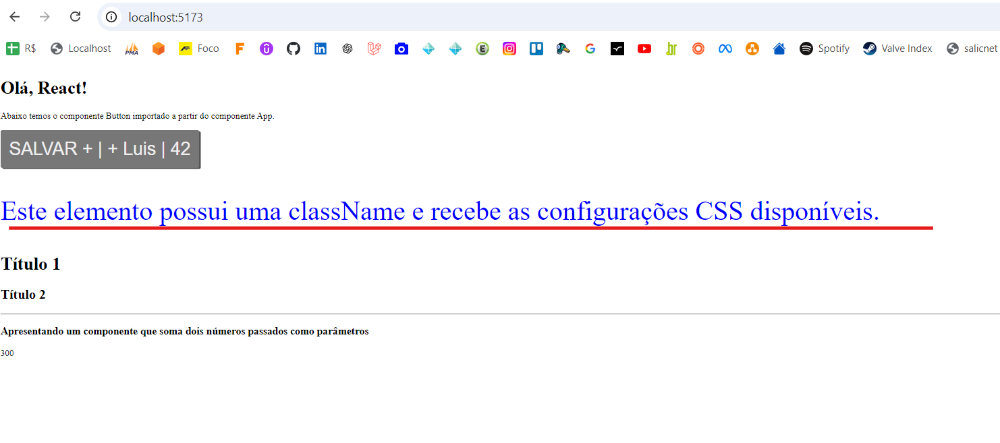 localhost:5173
R$ Localhost PMA Foco F hr Spotify Valve Index salicnet
Olá, React!
Abaixo temos o componente Button importado a partir do componente App.
SALVAR + | + Luis | 42
Este elemento possui uma className e recebe as configurações CSS disponíveis.
Título 1
Título 2
Apresentando um componente que soma dois números passados como parâmetros
300